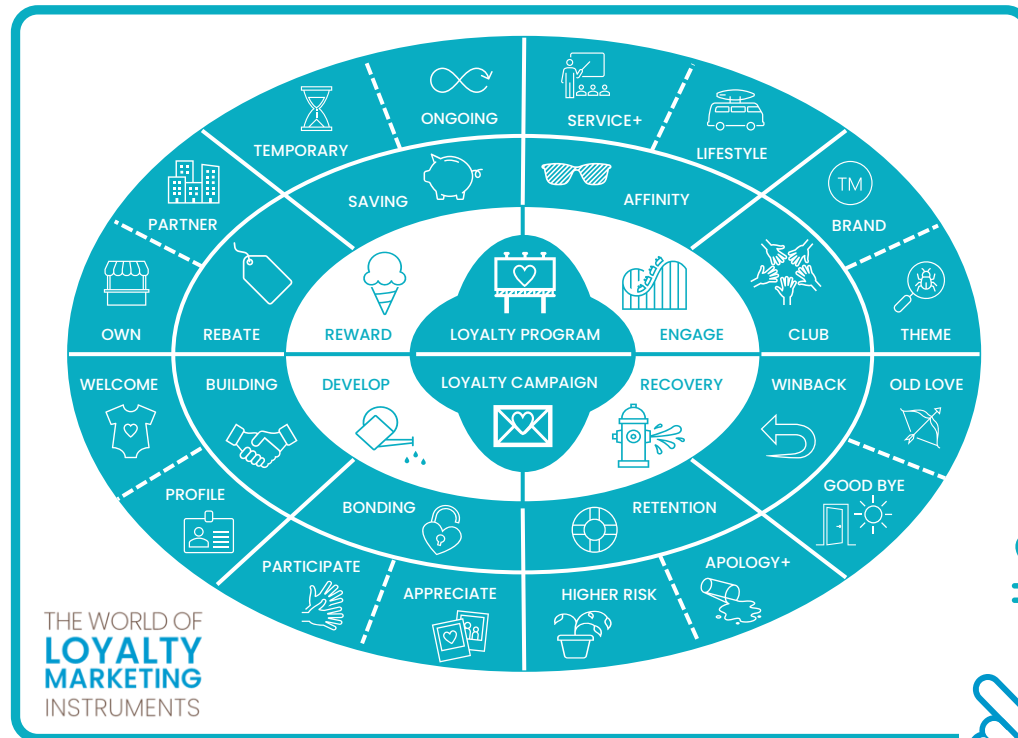 ONGOING
SERVICE+
TEMPORARY
LIFESTYLE
SAVING
AFFINITY
PARTNER
TM
BRAND
OWN
REBATE
REWARD
LOYALTY PROGRAM
ENGAGE
CLUB
THEME
WELCOME
BUILDING
DEVELOP
LOYALTY CAMPAIGN
RECOVERY
WINBACK
OLD LOVE
PROFILE
BONDING
RETENTION
GOOD BYE
PARTICIPATE
APPRECIATE
HIGHER RISK
APOLOGY+
THE WORLD OF
LOYALTY
MARKETING
INSTRUMENTS